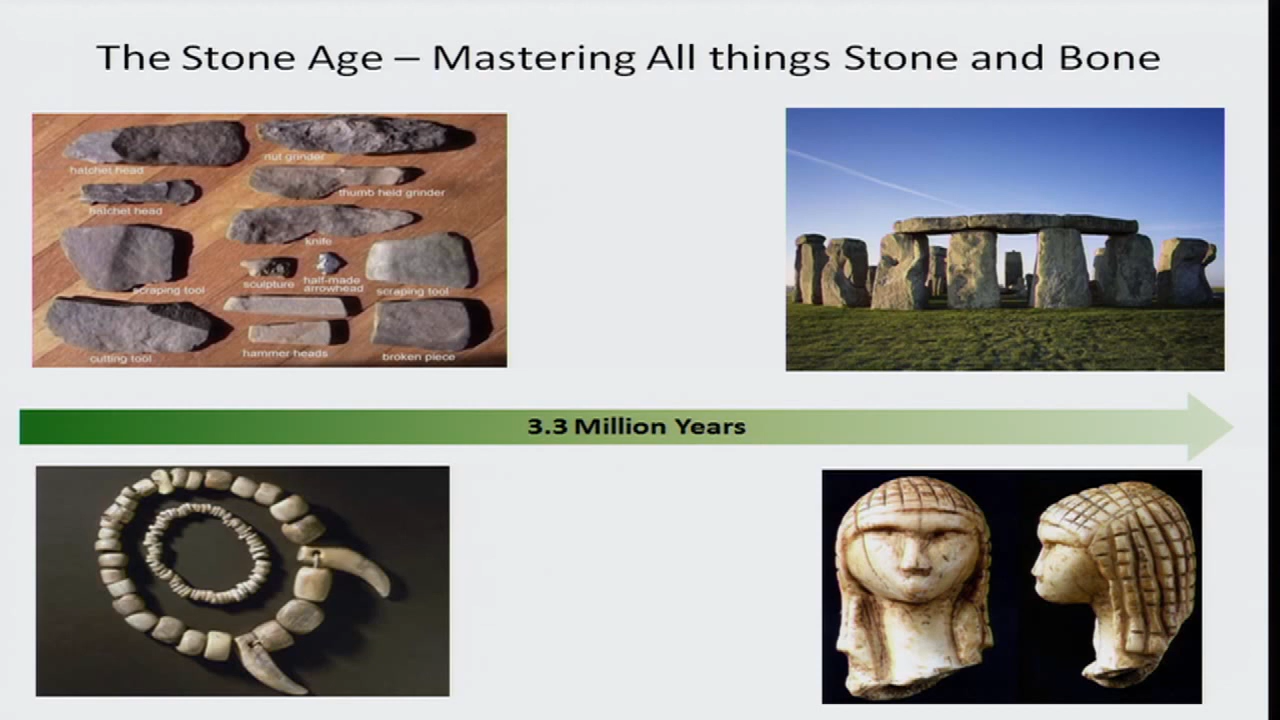 The Stone Age – Mastering All things Stone and Bone
hatchet head
nut grinder
thumb held grinder
hatchet head
knife
scraping tool
sculpture
half-made
arrowhead
scraping tool
cutting tool
hammer heads
broken piece
3.3 Million Years